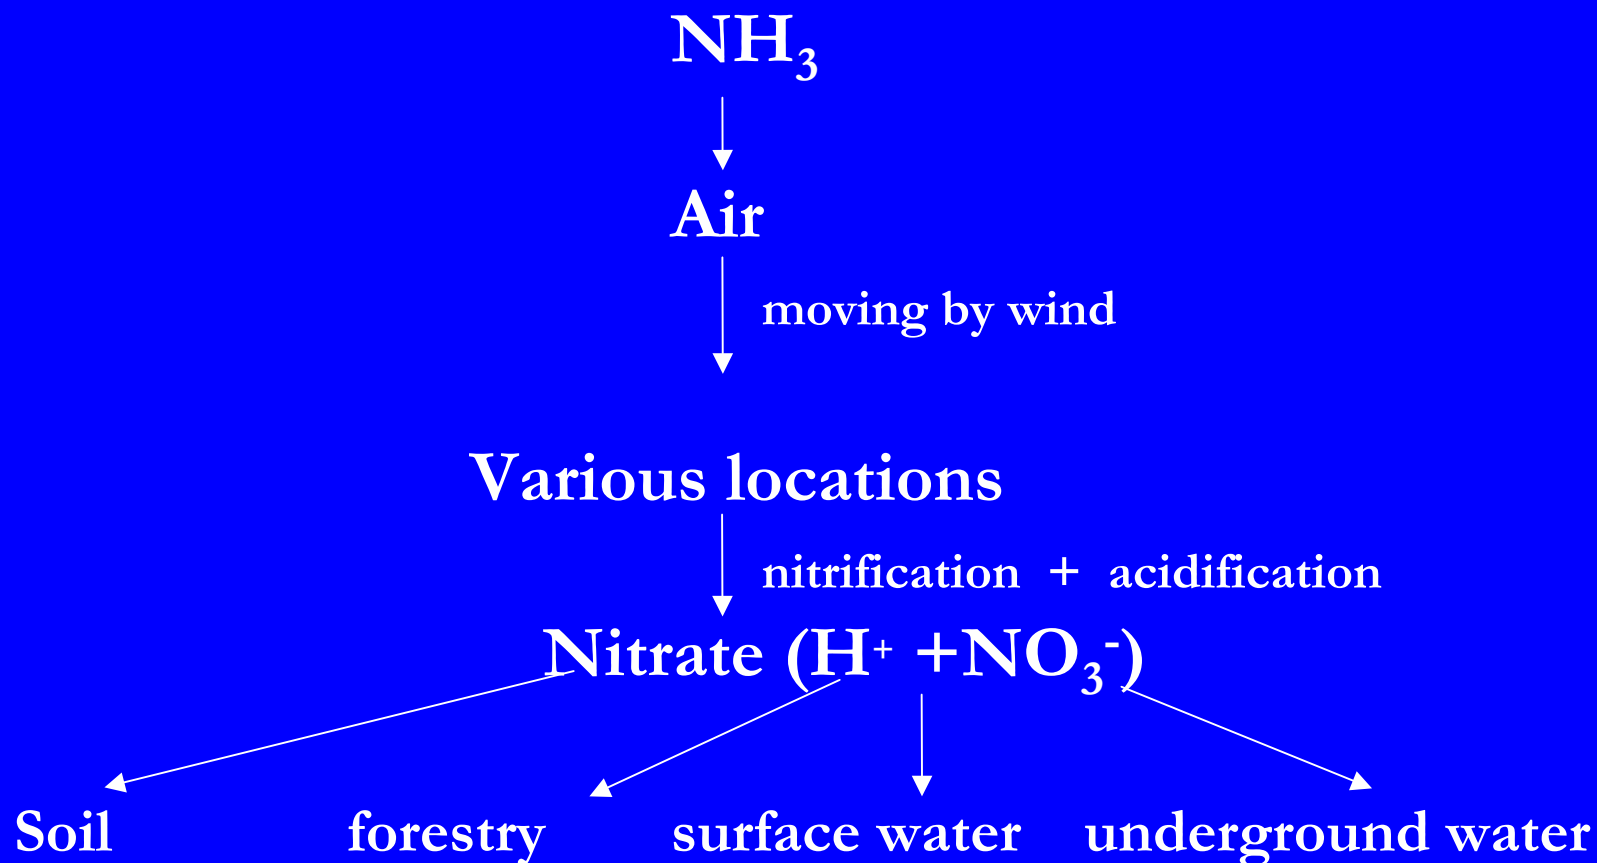 NH₃
Air
moving by wind
Various locations
nitrification + acidification
Nitrate (H⁺ +NO₃⁻)
Soil forestry surface water underground water